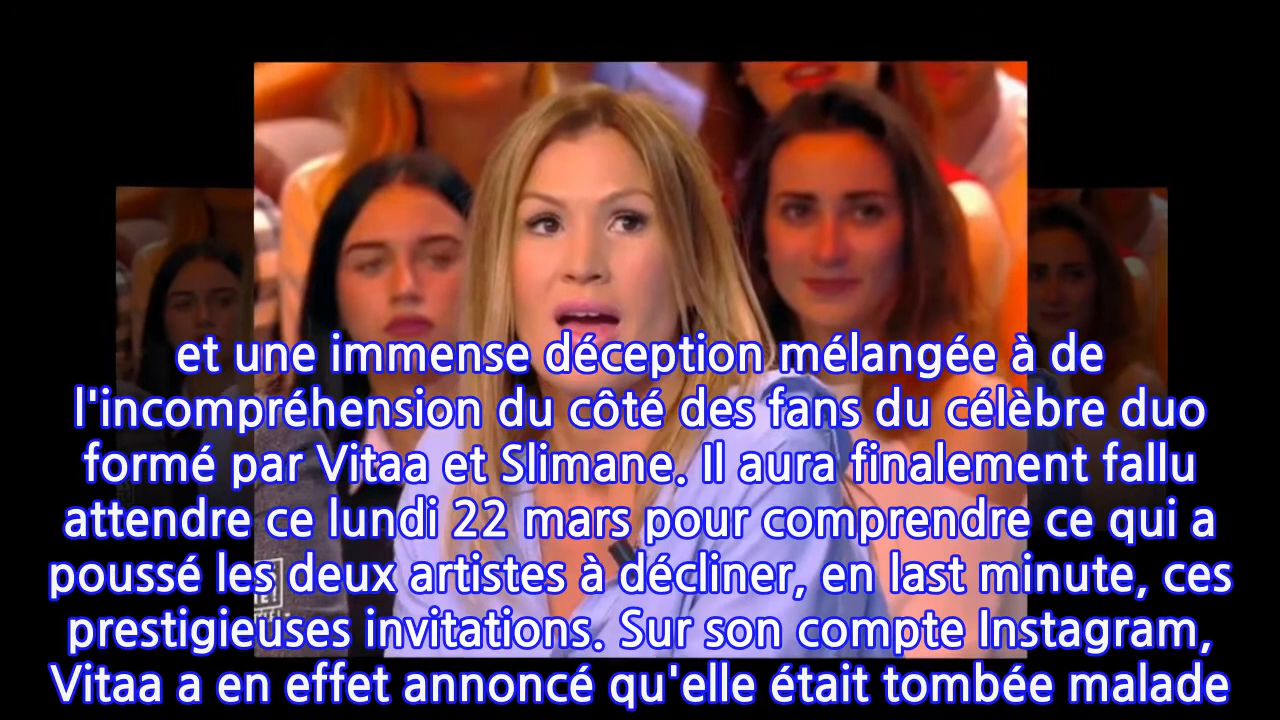 et une immense déception mélangée à de
l'incompréhension du côté des fans du célèbre duo
formé par Vitaa et Slimane. Il aura finalement fallu
attendre ce lundi 22 mars pour comprendre ce qui a
poussé les deux artistes à décliner, en last minute, ces
prestigieuses invitations. Sur son compte Instagram,
Vitaa a en effet annoncé qu'elle était tombée malade